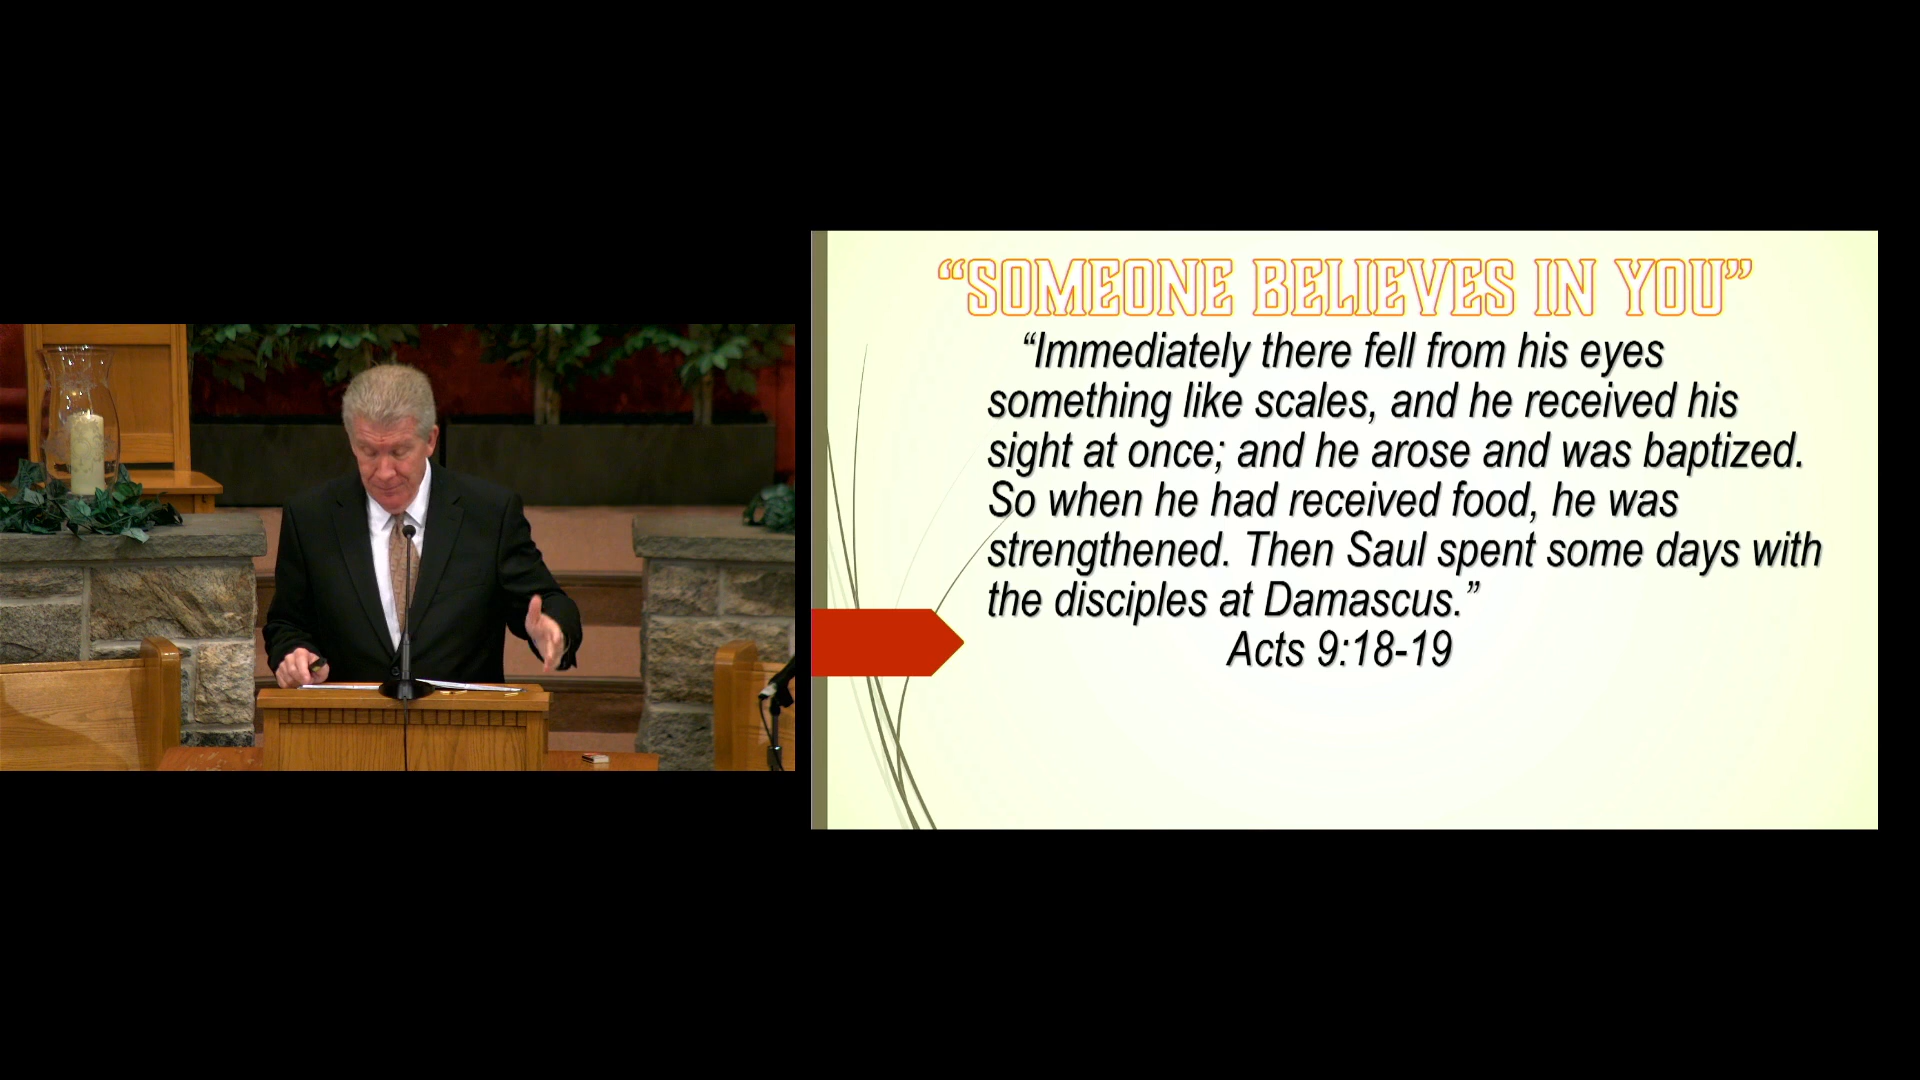 “SOMEONE BELIEVES IN YOU”
“Immediately there fell from his eyes
something like scales, and he received his
sight at once; and he arose and was baptized.
So when he had received food, he was
strengthened. Then Saul spent some days with
the disciples at Damascus.”
Acts 9:18-19